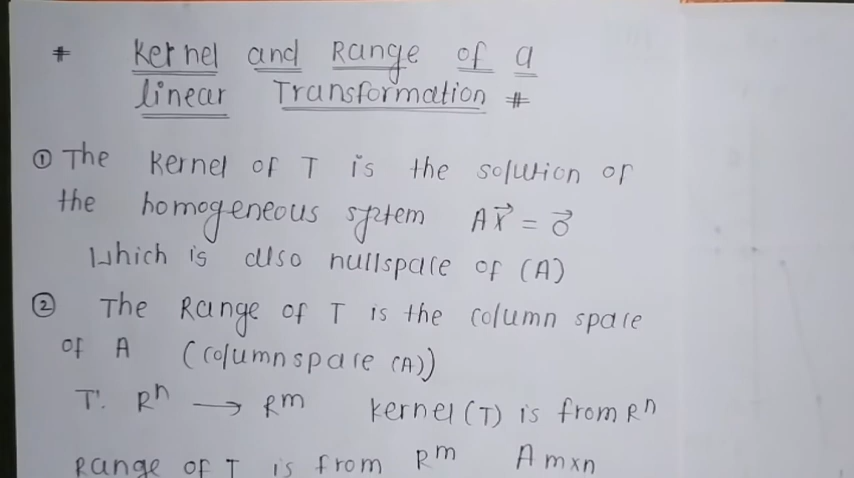 # Kernel and Range of a
linear Transformation #
① The Kernel of T is the solution of
the homogeneous system Ax⃗ = 0⃗
Which is also nullspace of (A)
② The Range of T is the column space
of A (columnspace (A))
T: Rⁿ → Rᵐ kernel (T) is from Rⁿ
Range of T is from Rᵐ A mxn